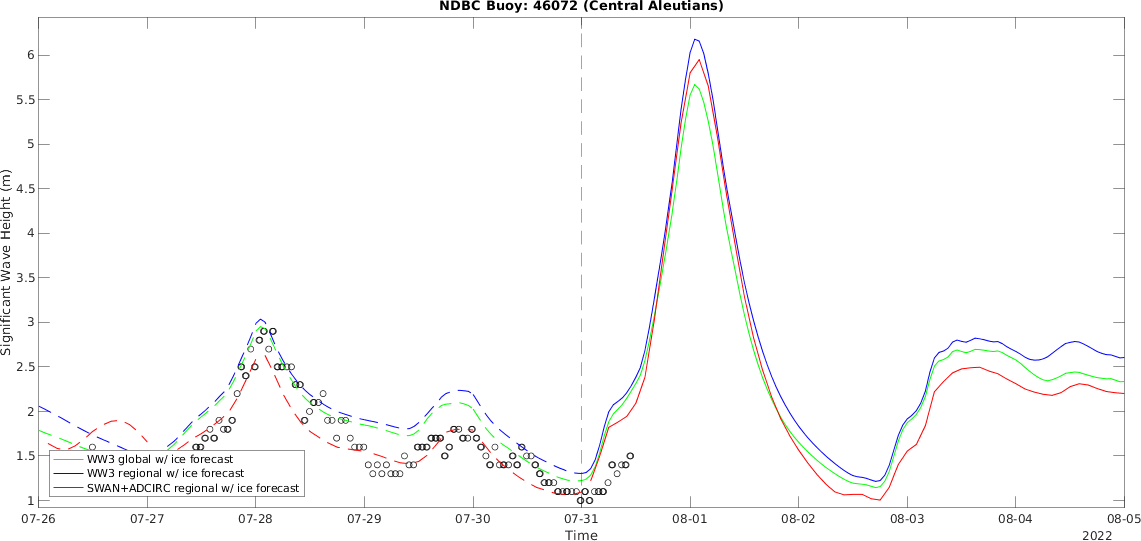 NDBC Buoy: 46072 (Central Aleutians)
Significant Wave Height (m)
6
5.5
5
4.5
4
3.5
3
2.5
2
1.5
1
WW3 global w/ ice forecast
WW3 regional w/ ice forecast
SWAN+ADCIRC regional w/ ice forecast
07-26 07-27 07-28 07-29 07-30 07-31 08-01 08-02 08-03 08-04 08-05
Time
2022